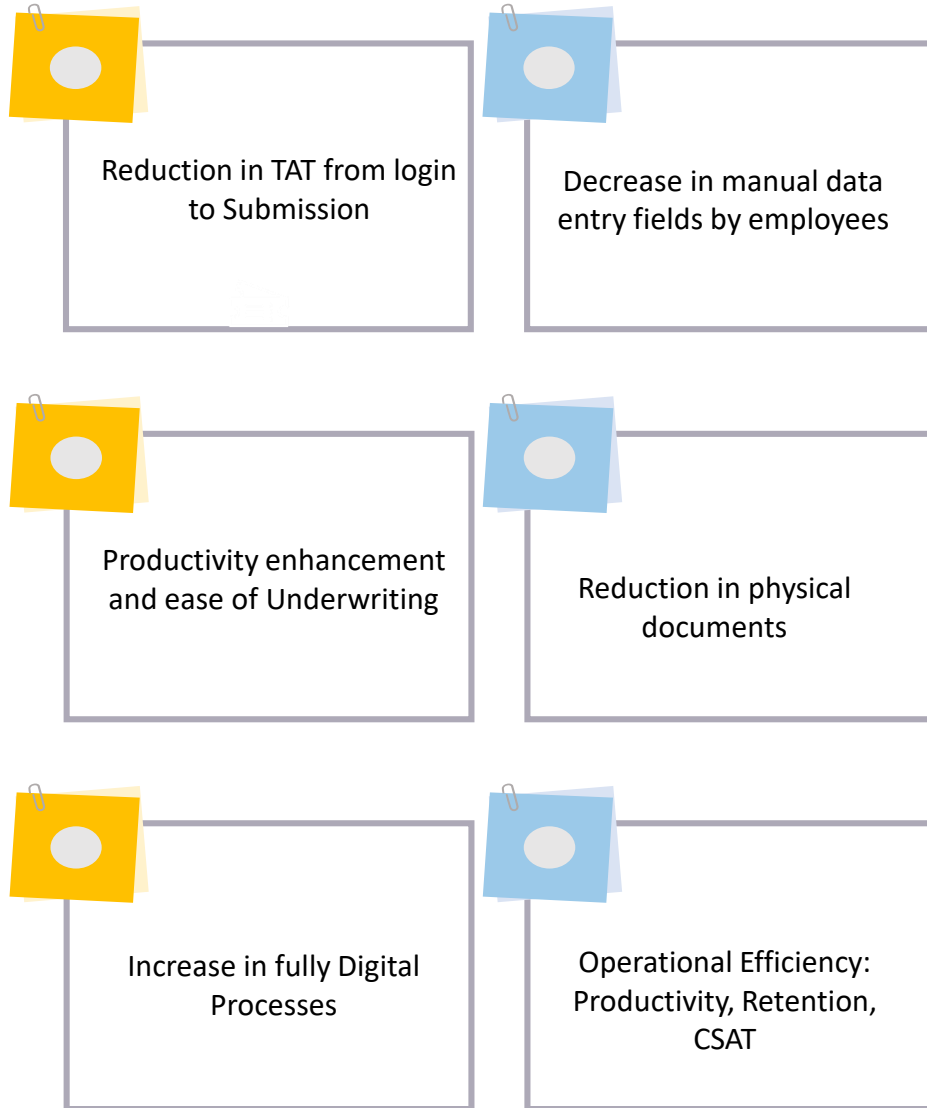 Reduction in TAT from login
to Submission
Decrease in manual data
entry fields by employees
Productivity enhancement
and ease of Underwriting
Reduction in physical
documents
Increase in fully Digital
Processes
Operational Efficiency:
Productivity, Retention,
CSAT